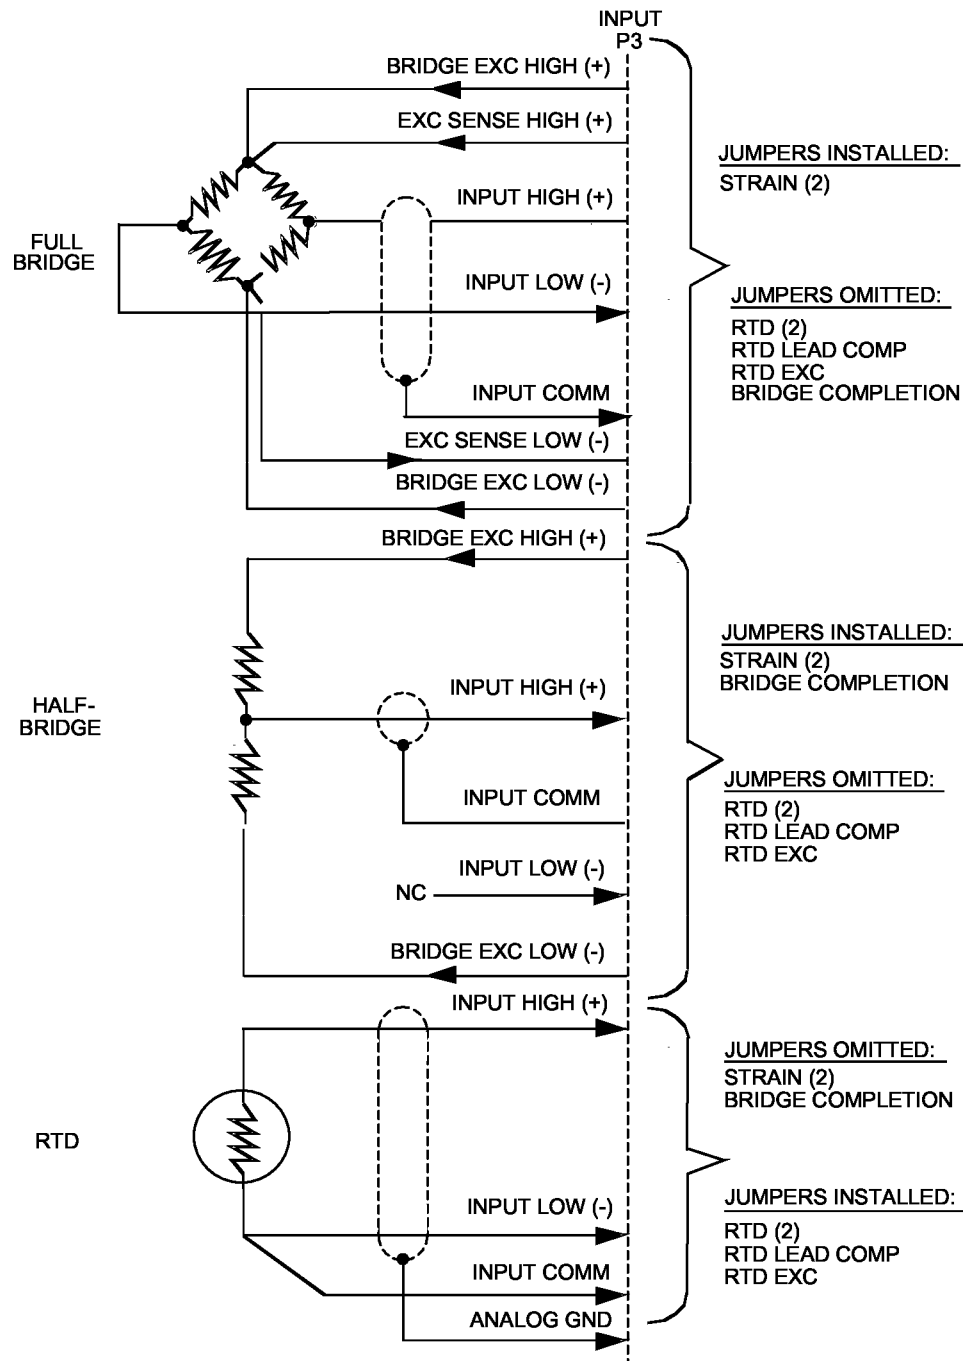 INPUT
P3
BRIDGE EXC HIGH (+)
EXC SENSE HIGH (+)
INPUT HIGH (+)
FULL
BRIDGE
INPUT LOW (-)
INPUT COMM
EXC SENSE LOW (-)
BRIDGE EXC LOW (-)
JUMPERS INSTALLED:
STRAIN (2)
JUMPERS OMITTED:
RTD (2)
RTD LEAD COMP
RTD EXC
BRIDGE COMPLETION
BRIDGE EXC HIGH (+)
HALF-
BRIDGE
INPUT HIGH (+)
INPUT COMM
INPUT LOW (-)
NC
BRIDGE EXC LOW (-)
JUMPERS INSTALLED:
STRAIN (2)
BRIDGE COMPLETION
JUMPERS OMITTED:
RTD (2)
RTD LEAD COMP
RTD EXC
INPUT HIGH (+)
RTD
INPUT LOW (-)
INPUT COMM
ANALOG GND
JUMPERS OMITTED:
STRAIN (2)
BRIDGE COMPLETION
JUMPERS INSTALLED:
RTD (2)
RTD LEAD COMP
RTD EXC